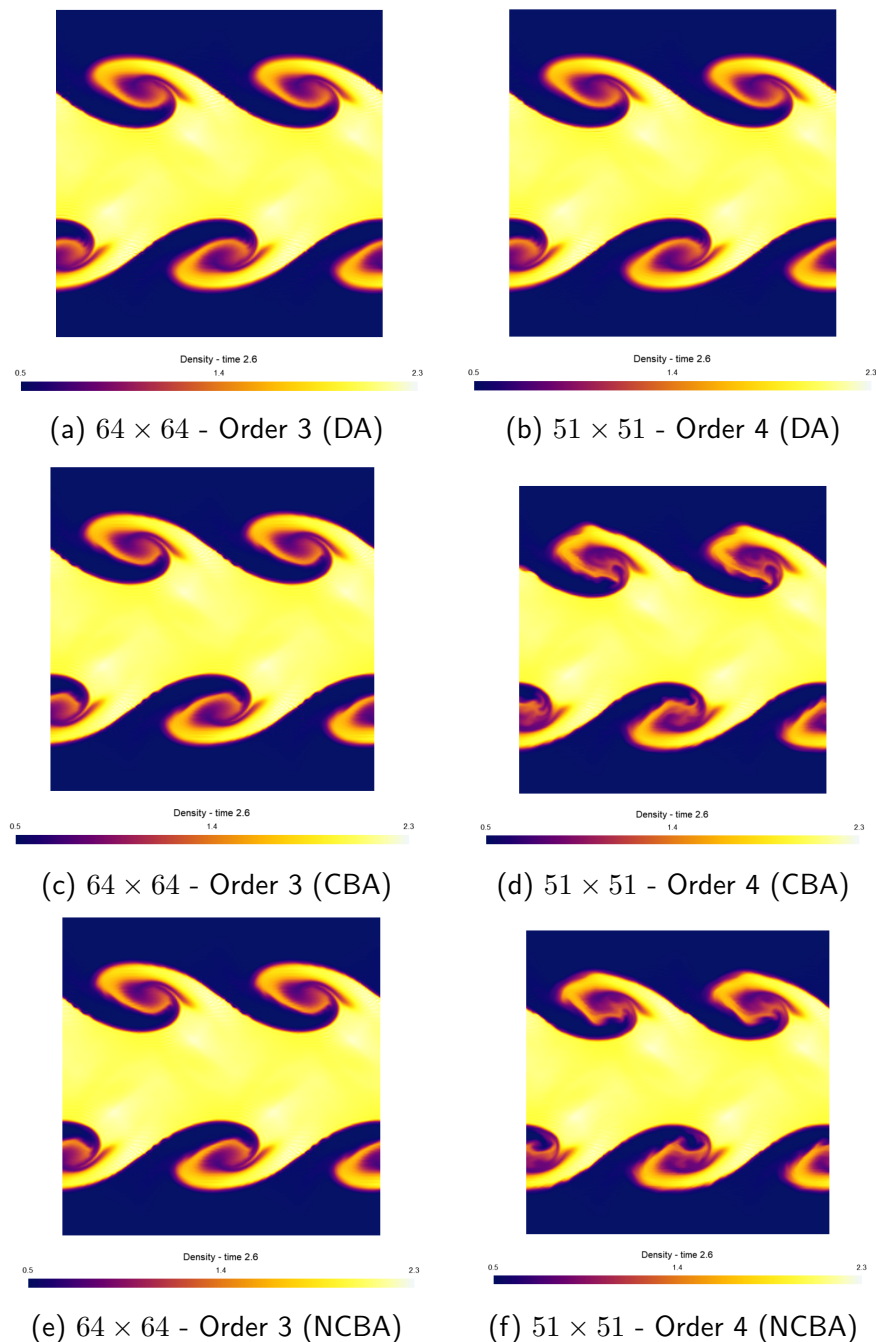 Density - time 2.6
0.5 1.4 2.3
Density - time 2.6
0.5 1.4 2.3
(a) 64 × 64 - Order 3 (DA)
(b) 51 × 51 - Order 4 (DA)
Density - time 2.6
0.5 1.4 2.3
Density - time 2.6
0.5 1.4 2.3
(c) 64 × 64 - Order 3 (CBA)
(d) 51 × 51 - Order 4 (CBA)
Density - time 2.6
0.5 1.4 2.3
Density - time 2.6
0.5 1.4 2.3
(e) 64 × 64 - Order 3 (NCBA)
(f) 51 × 51 - Order 4 (NCBA)